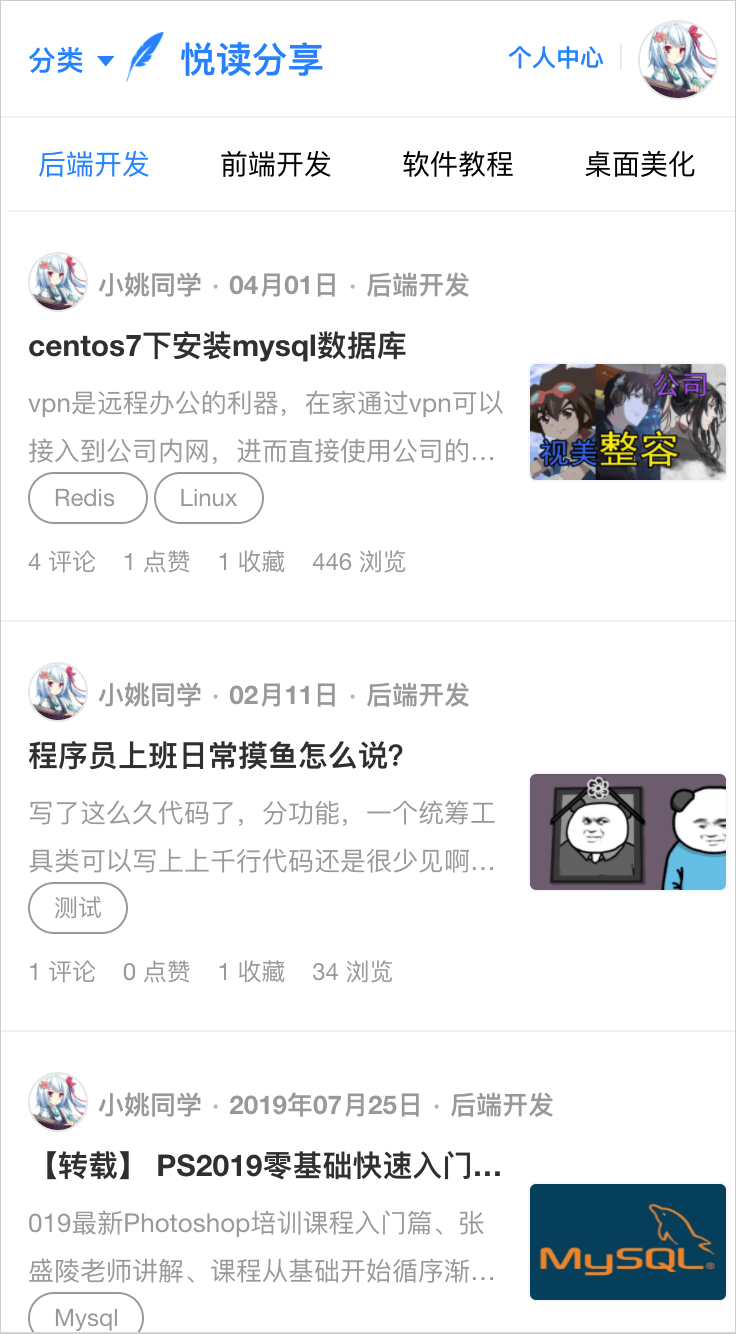 分类 悦读分享 个人中心
后端开发 前端开发 软件教程 桌面美化
小姚同学 · 04月01日 · 后端开发
centos7下安装mysql数据库
vpn是远程办公的利器，在家通过vpn可以
接入到公司内网，进而直接使用公司的...
公司
视美整容
Redis Linux
4 评论 1 点赞 1 收藏 446 浏览
小姚同学 · 02月11日 · 后端开发
程序员上班日常摸鱼怎么说?
写了这么久代码了，分功能，一个统筹工
具类可以写上上千行代码还是很少见啊...
测试
1 评论 0 点赞 1 收藏 34 浏览
小姚同学 · 2019年07月25日 · 后端开发
【转载】 PS2019零基础快速入门...
019最新Photoshop培训课程入门篇、张
盛陵老师讲解、课程从基础开始循序渐...
MySQL®
Mysql